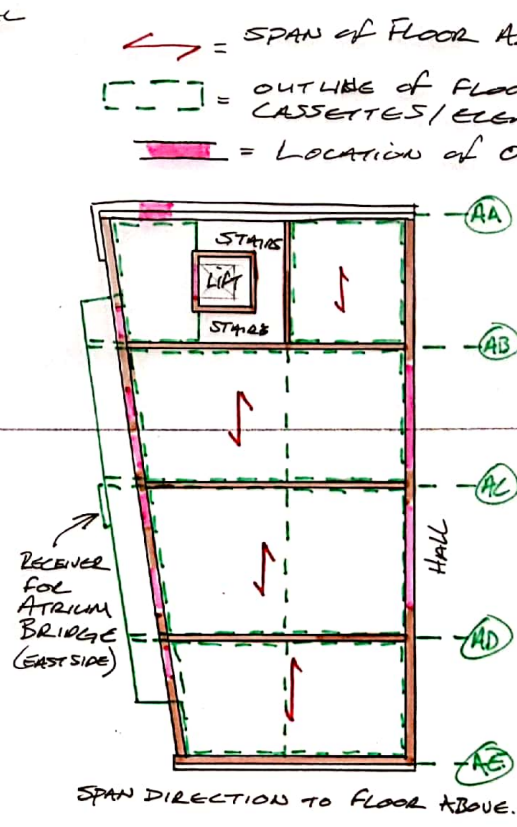 = SPAN of FLOOR
= OUTLINE of
CASSETTES/
= LOCATION of
AA
STAIRS
LIFT
STAIRS
AB
AC
HALL
RECEIVER
FOR
ATRIUM
BRIDGE
(EAST SIDE)
AD
AE
SPAN DIRECTION TO FLOOR ABOVE.